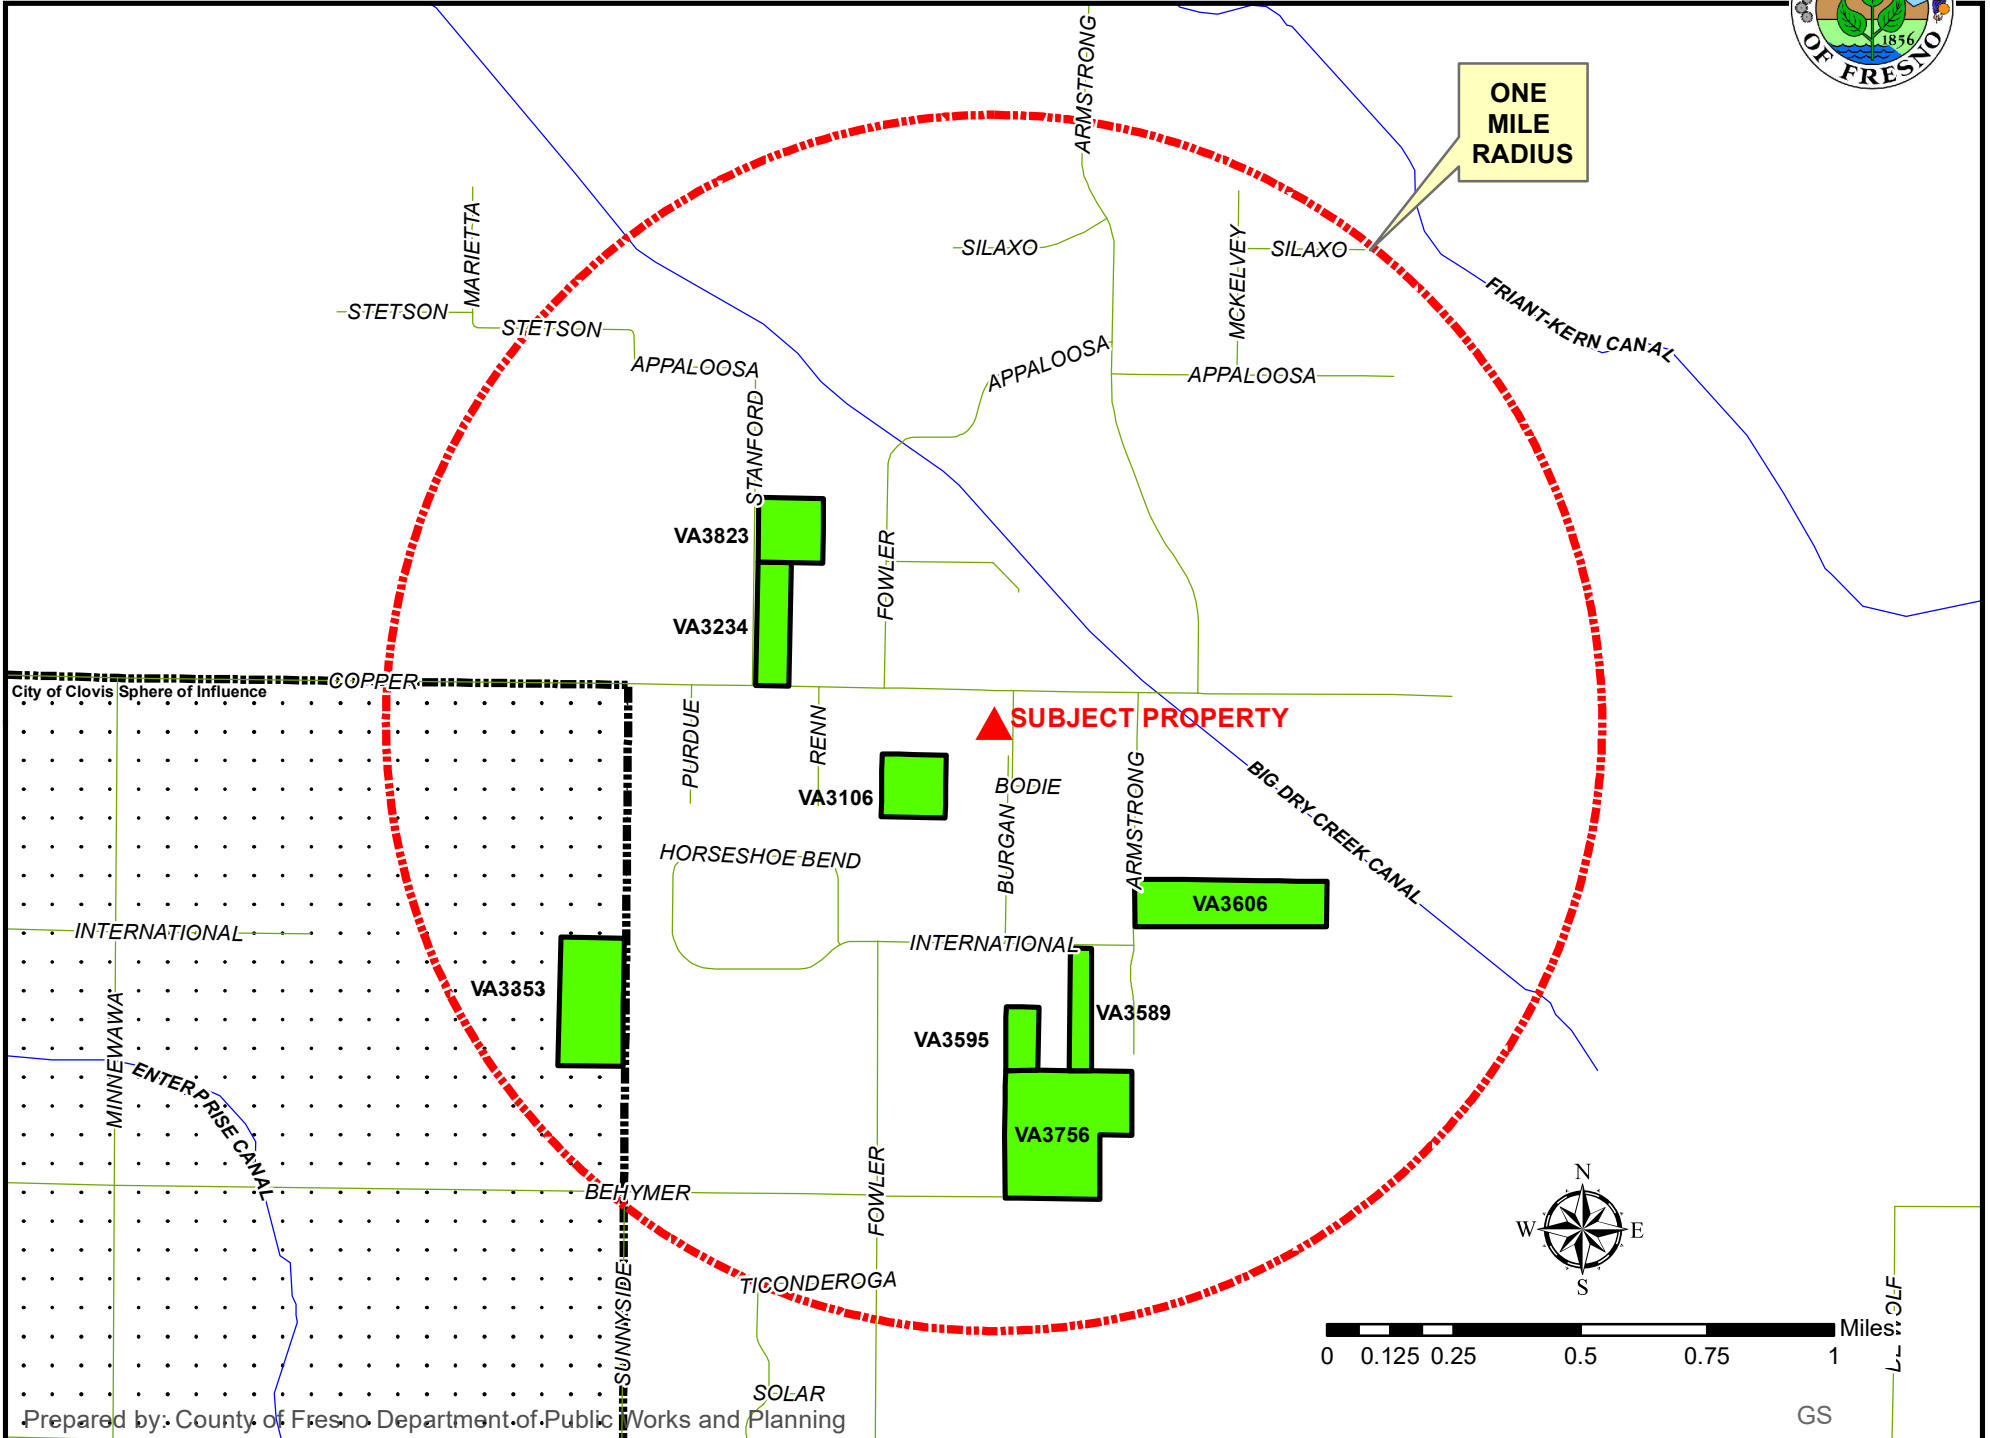 1856
OF FRESNO
ARMSTRONG
ONE
MILE
RADIUS
MARIETTA
SILAXO
MCKELVEY
SILAXO
FRIANT-KERN CANAL
STETSON
STETSON
APPALOOSA
APPALOOSA
APPALOOSA
STANFORD
VA3823
FOWLER
VA3234
COPPER
City of Clovis Sphere of Influence
PURDUE
RENN
SUBJECT PROPERTY
BODIE
VA3106
BURGAN
ARMSTRONG
BIG DRY CREEK CANAL
HORSESHOE BEND
VA3606
INTERNATIONAL
INTERNATIONAL
VA3353
MINNEWAWA
VA3589
VA3595
ENTERPRISE CANAL
VA3756
BEHYMER
FOWLER
N
W
E
S
TICONDEROGA
SUNNYSIDE
Miles
0 0.125 0.25 0.5 0.75 1
SOLAR
Prepared by: County of Fresno Department of Public Works and Planning
GS